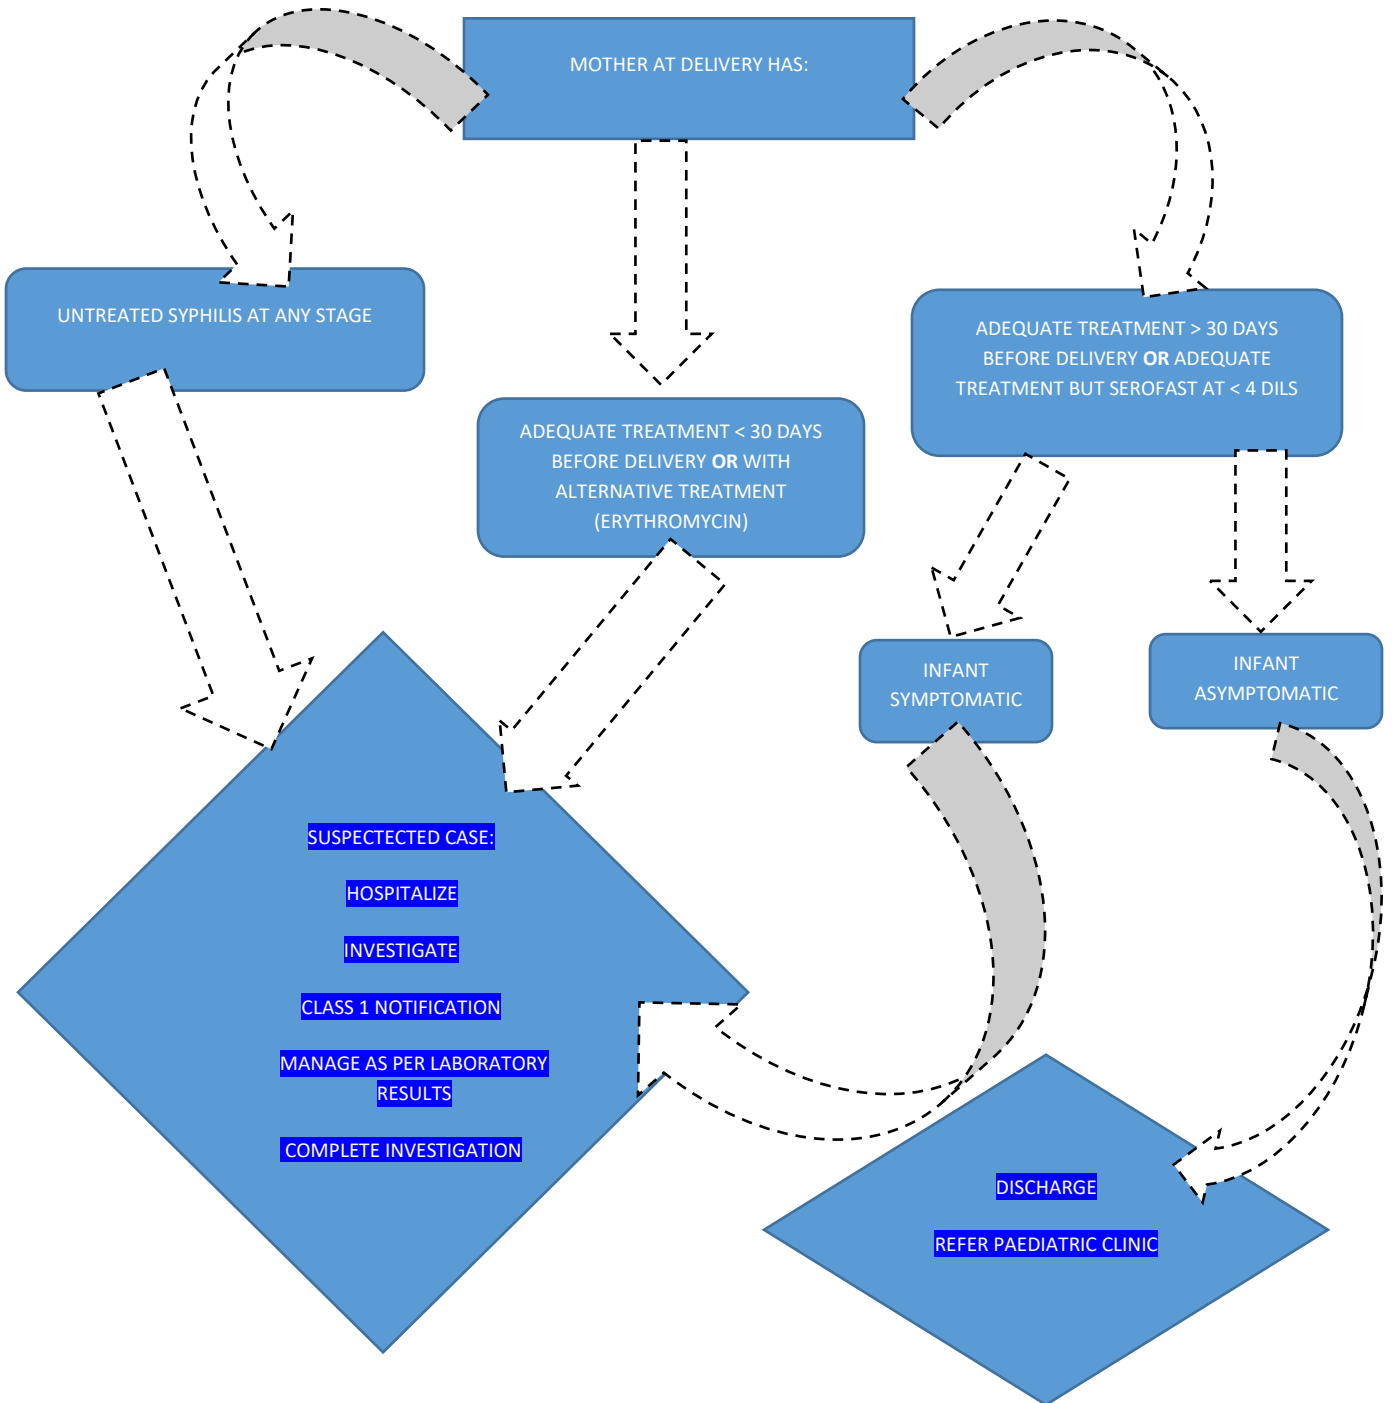 MOTHER AT DELIVERY HAS:
UNTREATED SYPHILIS AT ANY STAGE
ADEQUATE TREATMENT < 30 DAYS
BEFORE DELIVERY OR WITH
ALTERNATIVE TREATMENT
(ERYTHROMYCIN)
ADEQUATE TREATMENT > 30 DAYS
BEFORE DELIVERY OR ADEQUATE
TREATMENT BUT SEROFAST AT < 4 DILS
INFANT
SYMPTOMATIC
INFANT
ASYMPTOMATIC
SUSPECTECTED CASE:
HOSPITALIZE
INVESTIGATE
CLASS 1 NOTIFICATION
MANAGE AS PER LABORATORY
RESULTS
COMPLETE INVESTIGATION
DISCHARGE
REFER PAEDIATRIC CLINIC